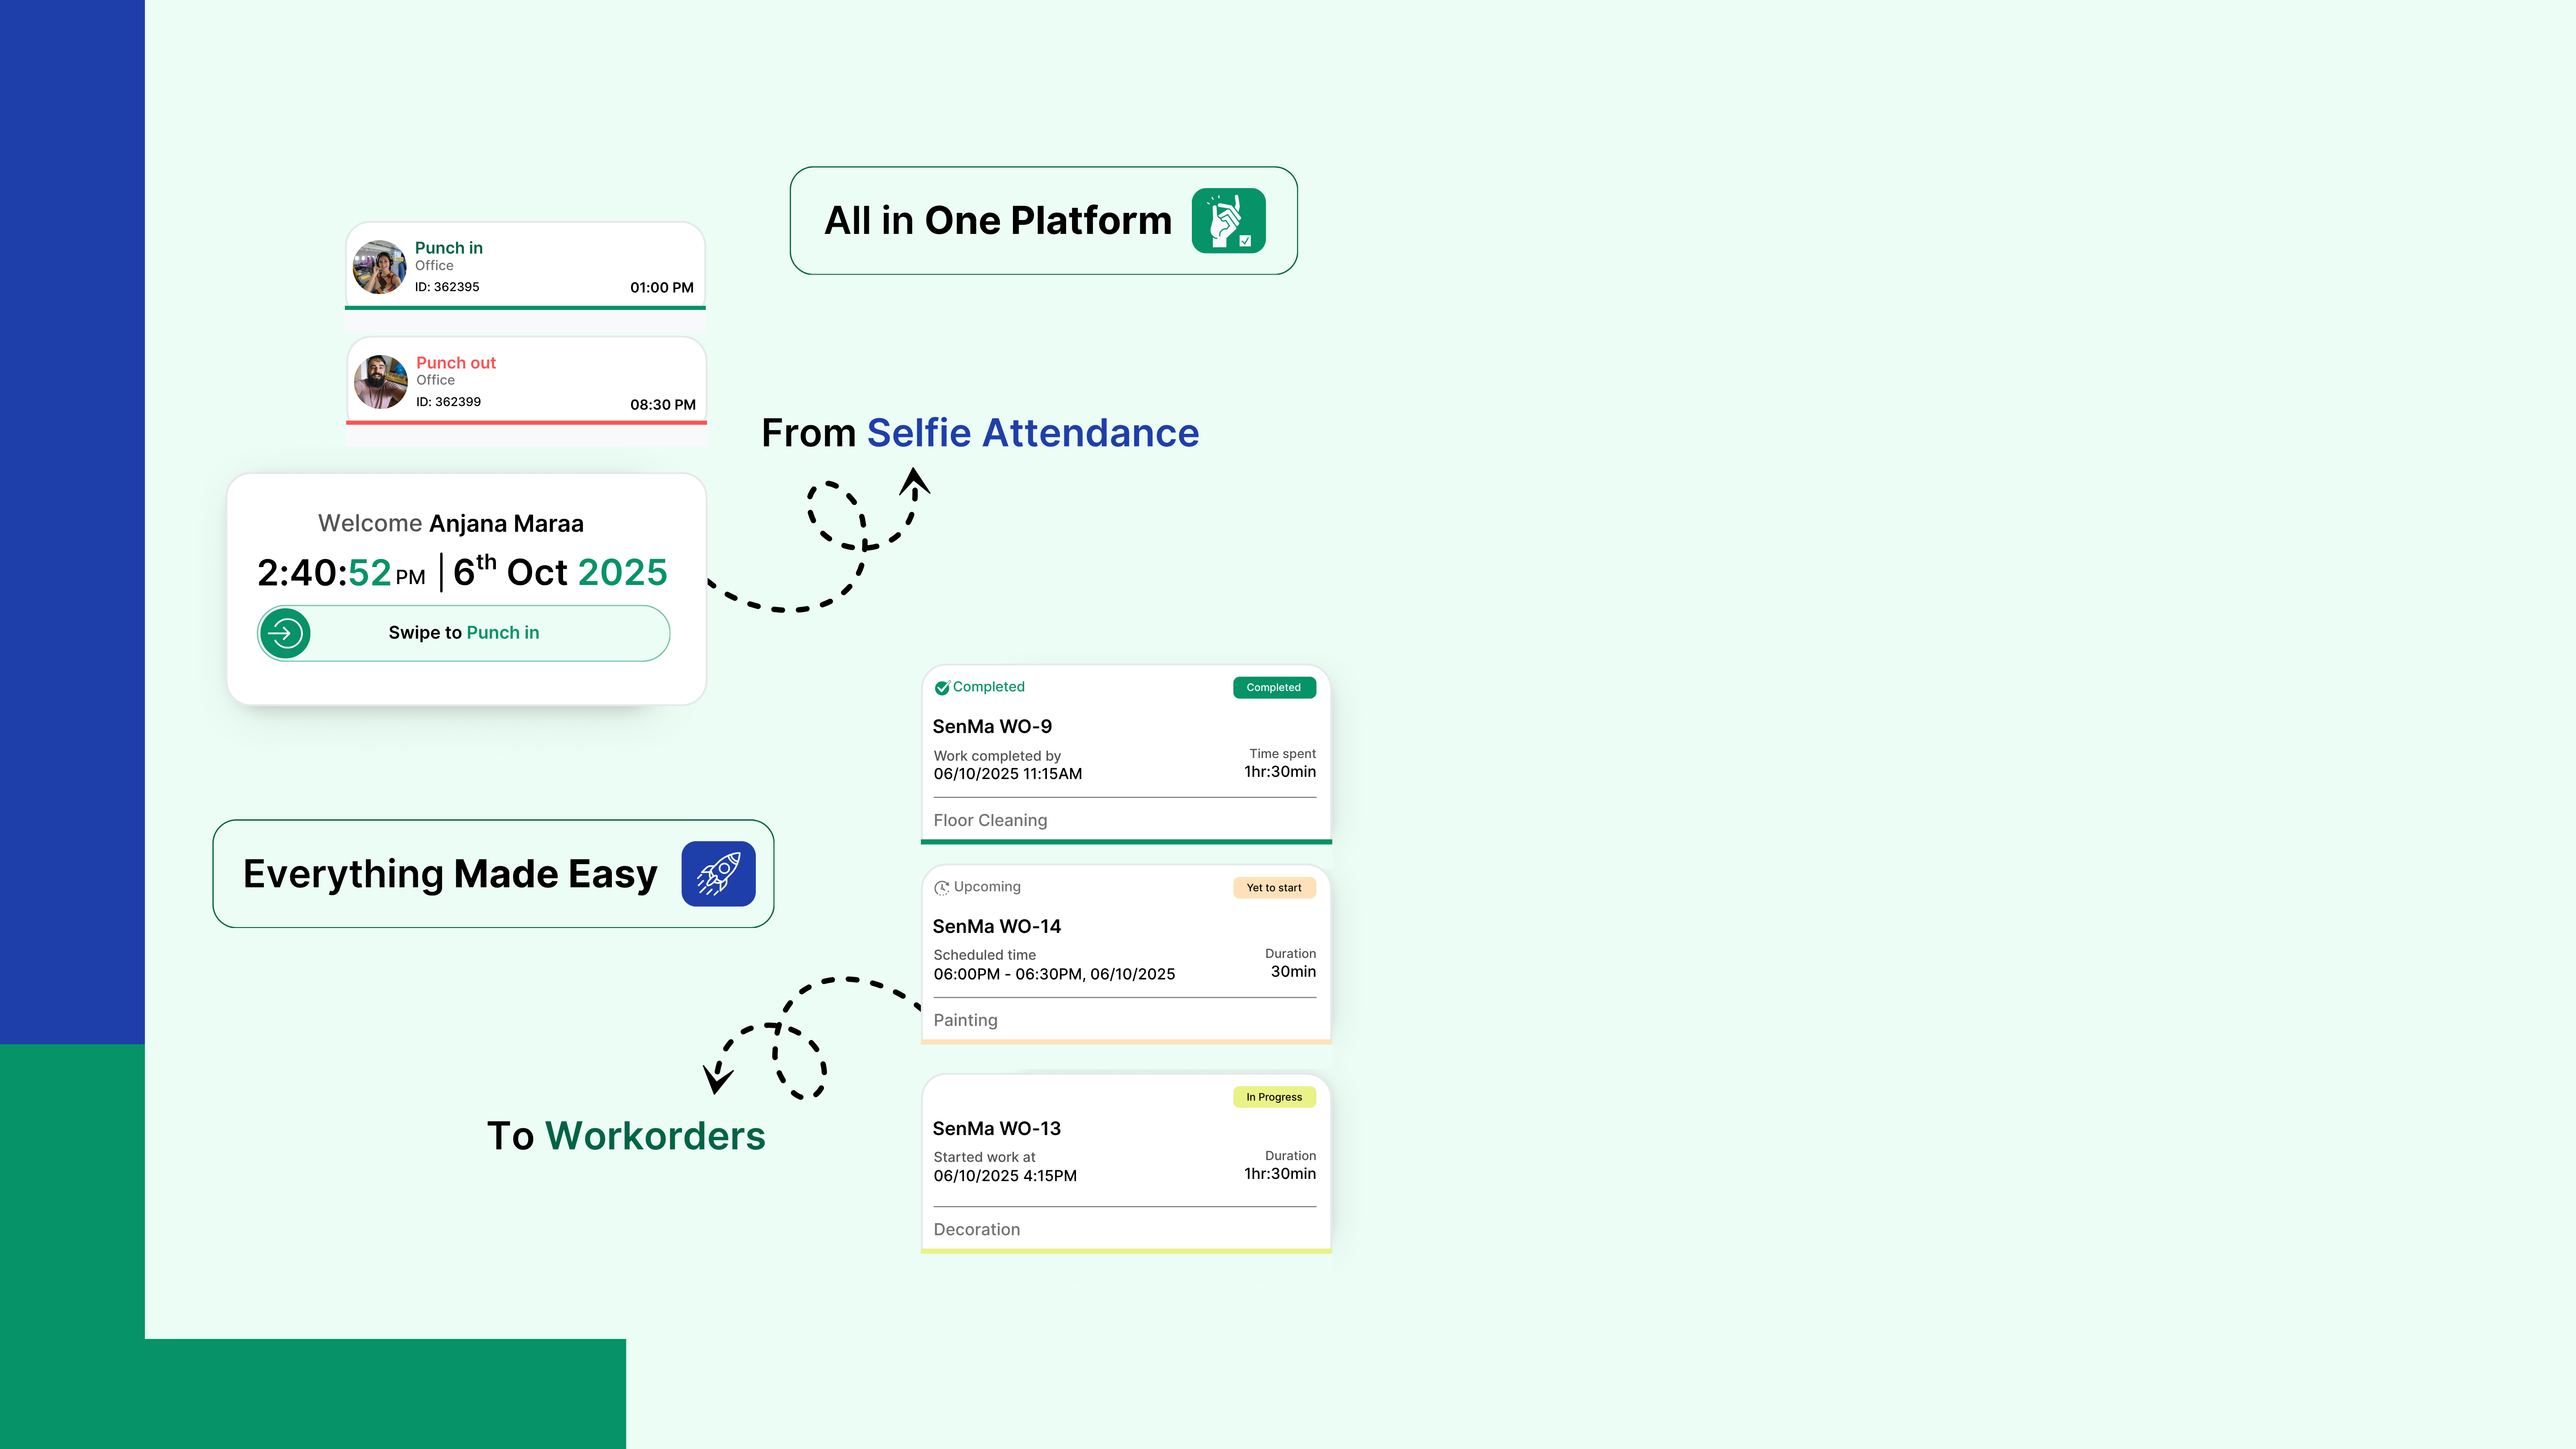 All in One Platform
Punch in
Office
ID: 362395
01:00 PM
Punch out
Office
ID: 362399
08:30 PM
From Selfie Attendance
Welcome Anjana Maraa
2:40:52 PM | 6th Oct 2025
Swipe to Punch in
Completed
Completed
SenMa WO-9
Work completed by
Time spent
06/10/2025 11:15AM
1hr:30min
Floor Cleaning
Everything Made Easy
Upcoming
Yet to start
SenMa WO-14
Scheduled time
Duration
06:00PM - 06:30PM, 06/10/2025
30min
Painting
To Workorders
In Progress
SenMa WO-13
Started work at
Duration
06/10/2025 4:15PM
1hr:30min
Decoration